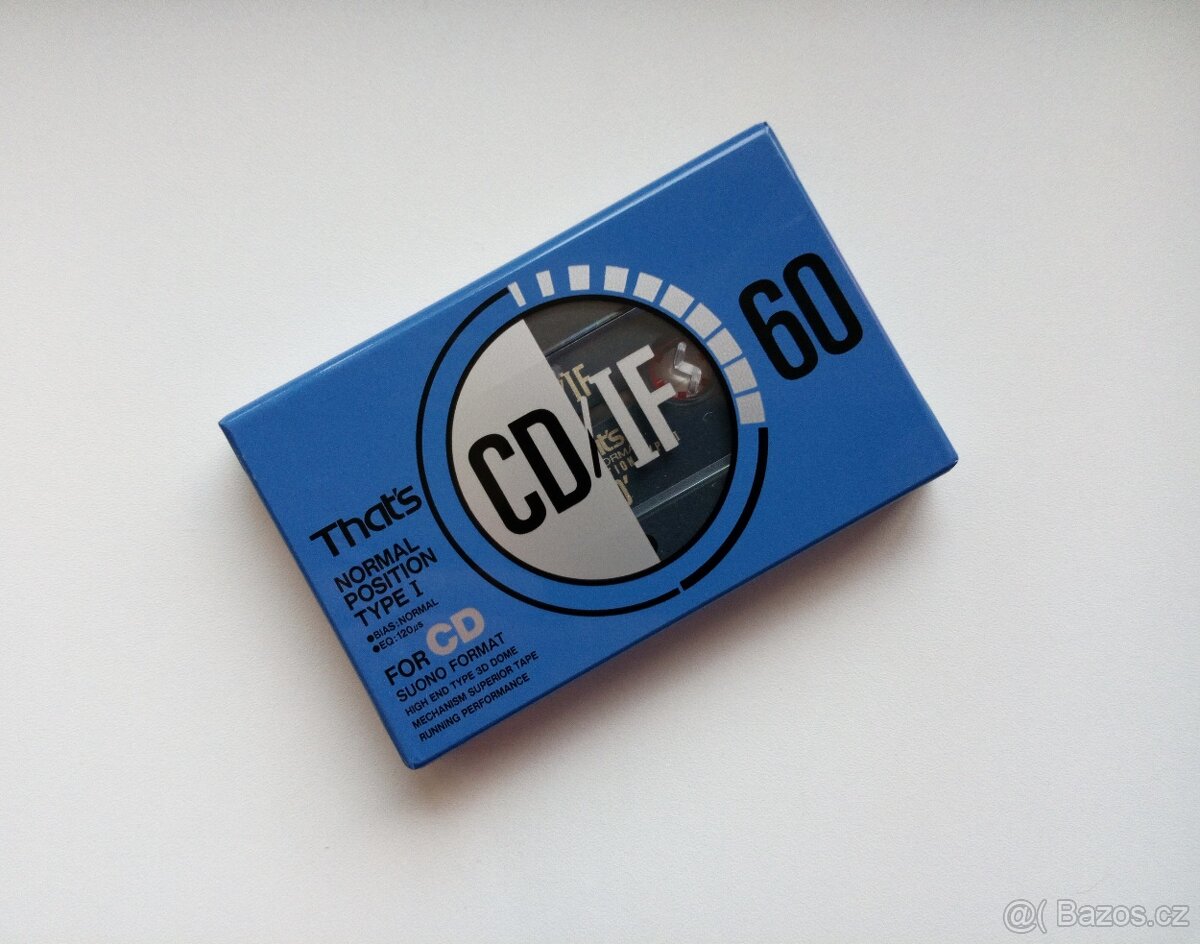 60
CD/IF
That's
NORMAL
POSITION
TYPE I
●BIAS:NORMAL
●EQ:120μs
FOR CD
SUONO FORMAT
HIGH END TYPE 3D DOME
MECHANISM SUPERIOR TAPE
RUNNING PERFORMANCE
@( Bazos.cz